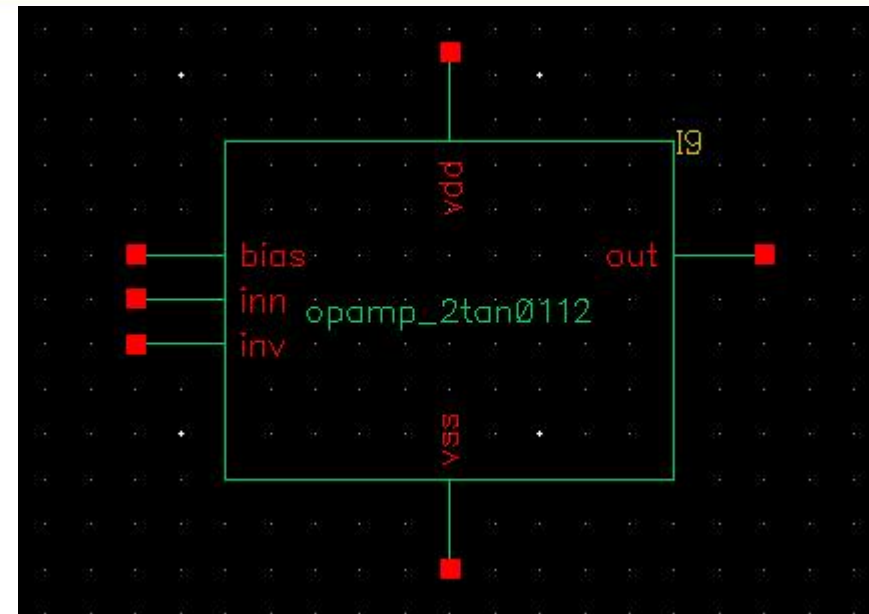 I9
vdd
bias
out
inn
opamp_2tan0112
inv
vss